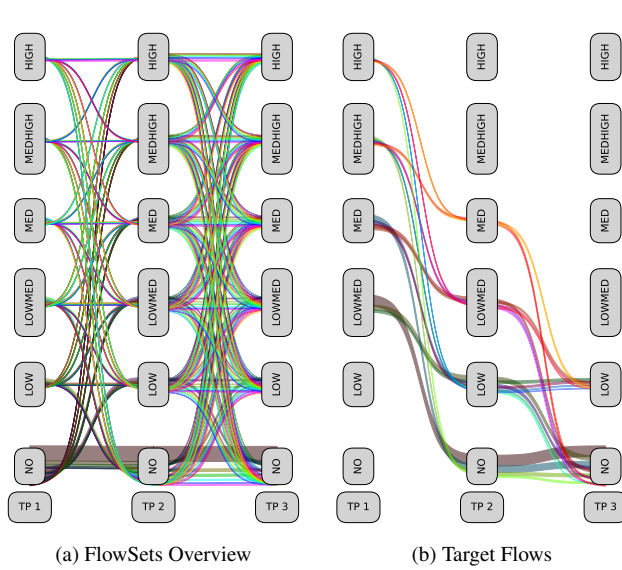 HIGH HIGH HIGH HIGH HIGH HIGH
MEDHIGH MEDHIGH MEDHIGH MEDHIGH MEDHIGH MEDHIGH
MED MED MED MED MED MED
LOWMED LOWMED LOWMED LOWMED LOWMED LOWMED
LOW LOW LOW LOW LOW LOW
NO NO NO NO NO NO
TP 1 TP 2 TP 3 TP 1 TP 2 TP 3
(a) FlowSets Overview (b) Target Flows